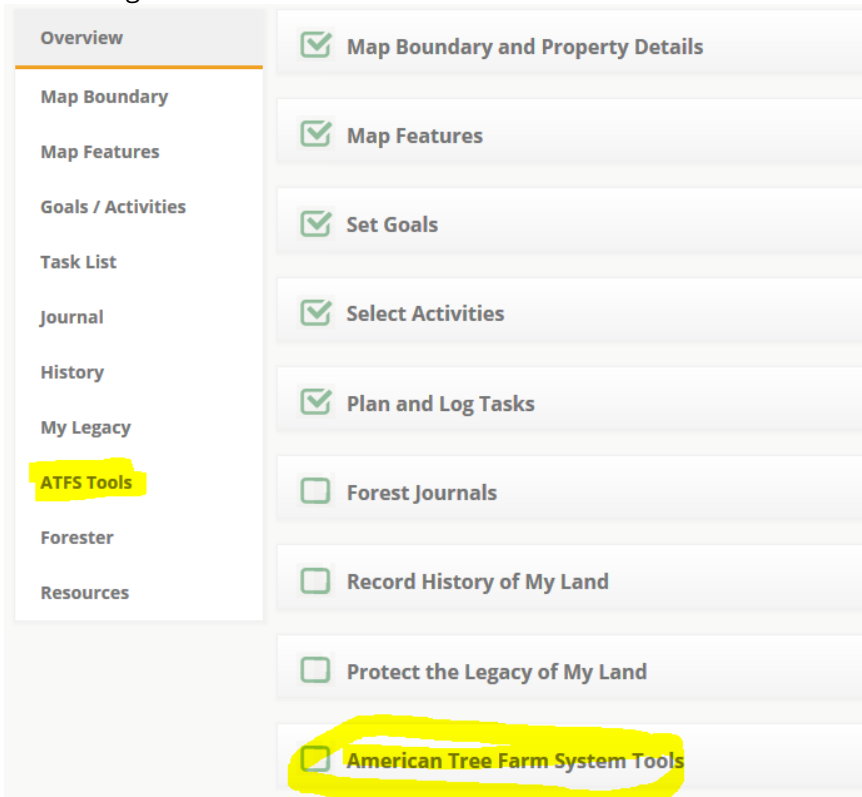 Overview
Map Boundary
Map Features
Goals / Activities
Task List
Journal
History
My Legacy
ATFS Tools
Forester
Resources
Map Boundary and Property Details
Map Features
Set Goals
Select Activities
Plan and Log Tasks
Forest Journals
Record History of My Land
Protect the Legacy of My Land
American Tree Farm System Tools